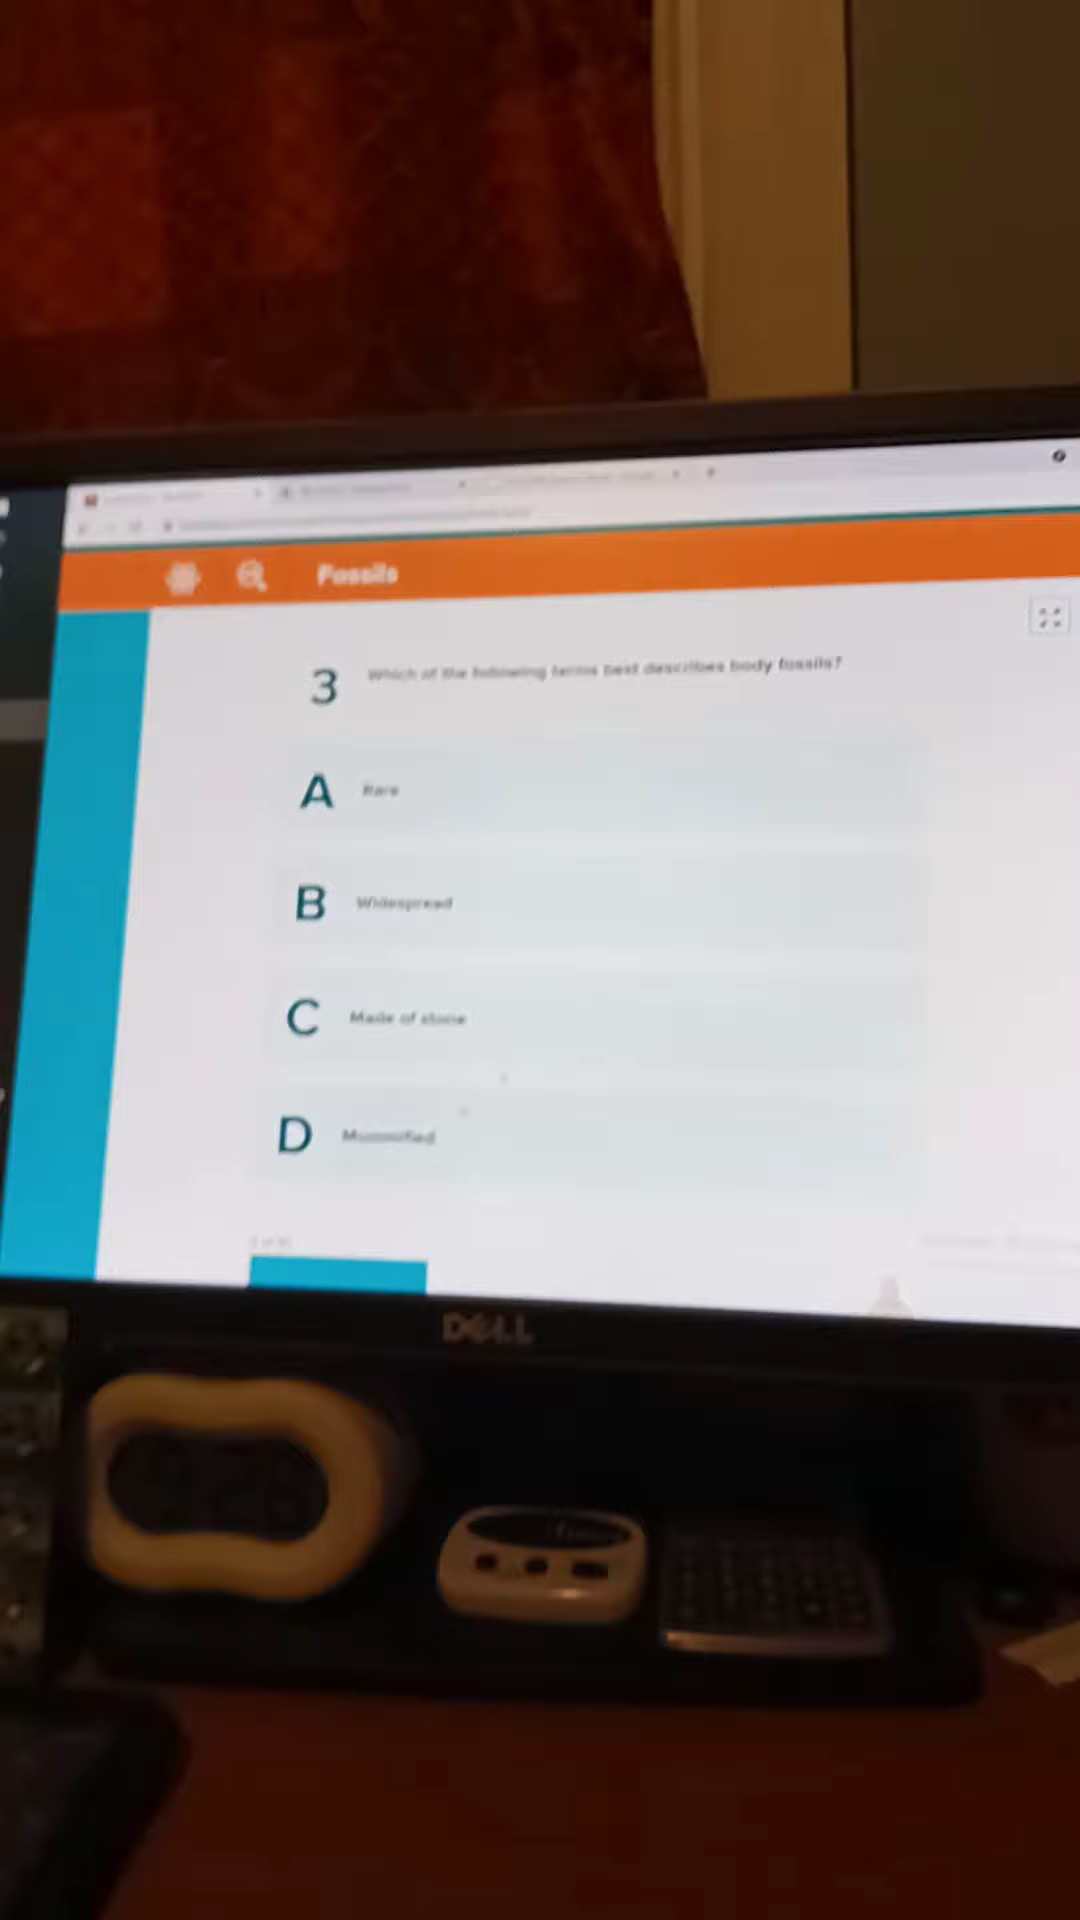 Fossils
3 Which of the following terms best describes body fossils?
A Rare
B Widespread
C Made of stone
D Mummified
DELL